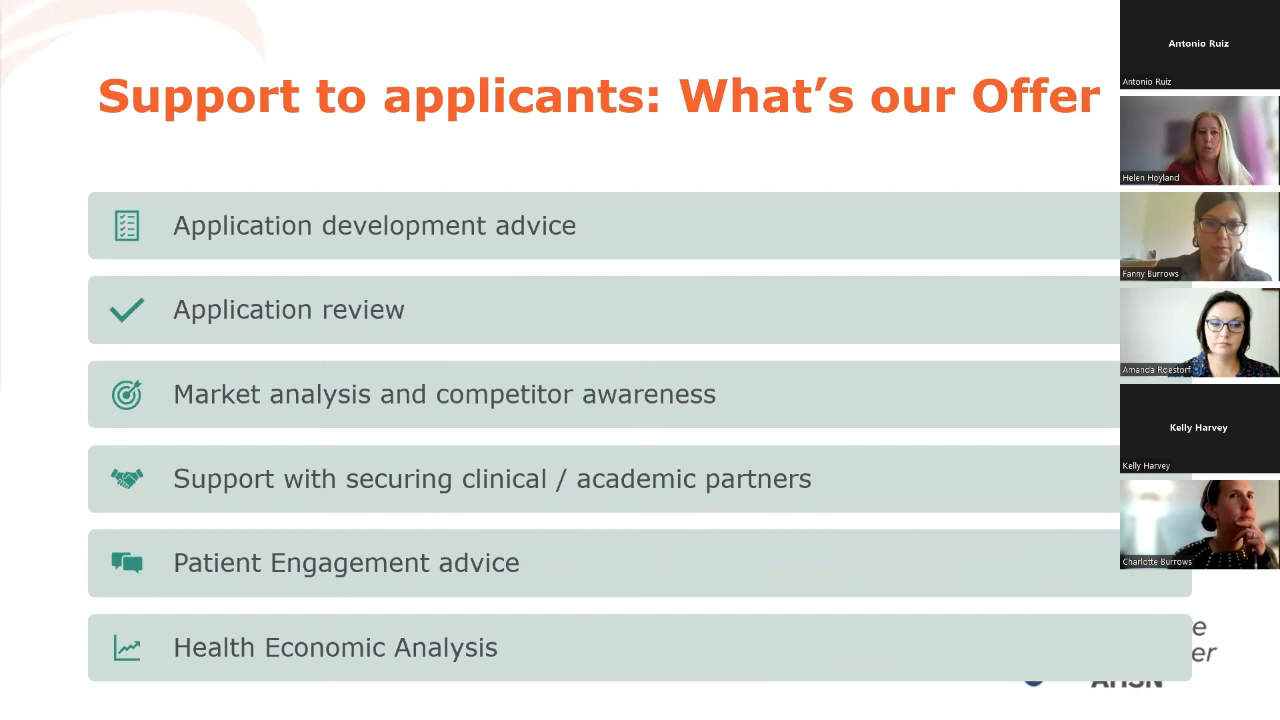 Support to applicants: What's our Offer
Application development advice
Application review
Market analysis and competitor awareness
Support with securing clinical / academic partners
Patient Engagement advice
Health Economic Analysis
Antonio Ruiz
Antonio Ruiz
Helen Hoyland
Fanny Burrows
Amanda Roestorf
Kelly Harvey
Kelly Harvey
Charlotte Burrows
AHSN